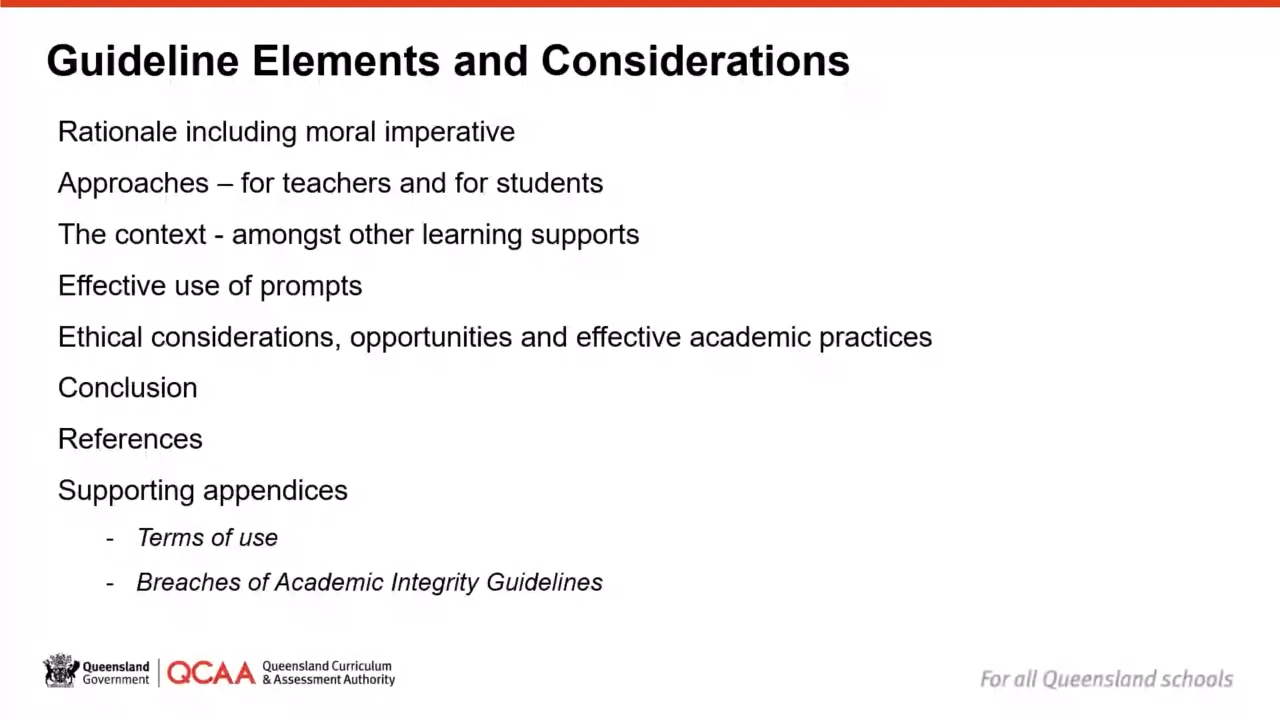 Guideline Elements and Considerations
Rationale including moral imperative
Approaches – for teachers and for students
The context - amongst other learning supports
Effective use of prompts
Ethical considerations, opportunities and effective academic practices
Conclusion
References
Supporting appendices
- Terms of use
- Breaches of Academic Integrity Guidelines
Queensland
Government
QCAA
Queensland Curriculum
& Assessment Authority
For all Queensland schools